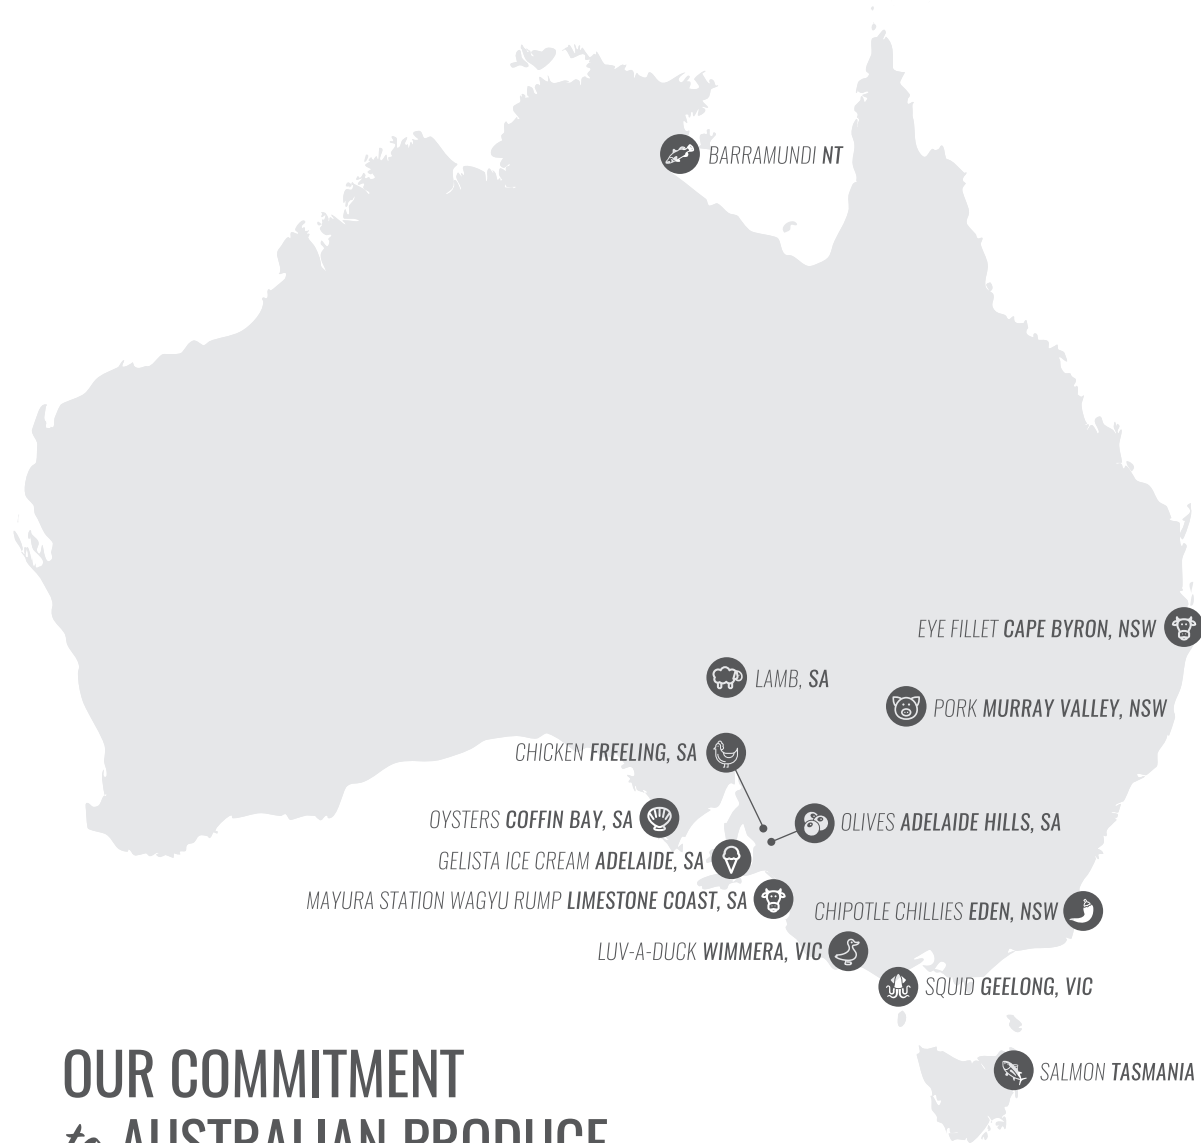 BARRAMUNDI NT
EYE FILLET CAPE BYRON, NSW
LAMB, SA
PORK MURRAY VALLEY, NSW
CHICKEN FREELING, SA
OYSTERS COFFIN BAY, SA
OLIVES ADELAIDE HILLS, SA
GELISTA ICE CREAM ADELAIDE, SA
MAYURA STATION WAGYU RUMP LIMESTONE COAST, SA
CHIPOTLE CHILLIES EDEN, NSW
LUV-A-DUCK WIMMERA, VIC
SQUID GEELONG, VIC
SALMON TASMANIA
OUR COMMITMENT
to AUSTRALIAN PRODUCE